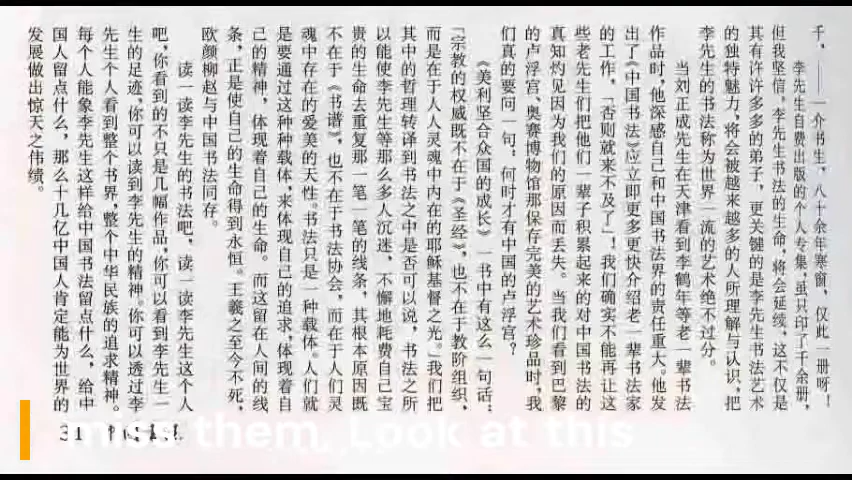 千，——一介书生，八十余年寒窗，仅此一册呀！
李先生自费出版的个人专集，虽只印了千余册，
但我坚信，李先生书法的生命，将会延续，这不仅是
其有许许多多的弟子，更关键的是李先生书法艺术
的独特魅力，将会被越来越多的人所理解与认识，把
李先生的书法称为世界一流的艺术绝不过分。
当刘正成先生在天津看到李鹤年等老一辈书法
作品时，他深感自己和中国书法界的责任重大。他发
出了《中国书法》应立即更多更快介绍老一辈书法家
的工作，「否则就来不及了」！我们确实不能再让这
些老先生们把他们一辈子积累起来的对中国书法的
真知灼见因为我们的原因而丢失。当我们看到巴黎
的卢浮宫、奥赛博物馆那保存完美的艺术珍品时，我
们真的要问一句：何时才有中国的卢浮宫？
《美利坚合众国的成长》一书中有这么一句话：
「宗教的权威既不在于《圣经》，也不在于教阶组织，
而是在于人人灵魂中内在的耶稣基督之光。」我们把
其中的哲理转译到书法之中是否可以说，书法之所
以能使李先生等那么多人沉迷，不懈地耗费自己宝
贵的生命去重复那一笔一笔的线条，其根本原因既
不在于《书谱》，也不在于书法协会，而在于人们灵
魂中存在的爱美的天性。书法只是一种载体。人们就
是要通过这种种载体，来体现自己的追求，体现着自
己的精神，体现着自己的生命。而这留在人间的线
条，正是使自己的生命得到永恒。王羲之至今不死，
欧颜柳赵与中国书法同存。
读一读李先生的书法吧，读一读李先生这个人
吧，你看到的不只是几幅作品，你可以看到李先生一
生的足迹，你可以读到李先生的精神。你可以透过李
先生个人看到整个书界，整个中华民族的追求精神。
每个人能象李先生这样给中国书法留点什么，给中
国人留点什么，那么十几亿中国人肯定能为世界的
发展做出惊天之伟绩。
miss them. Look at this